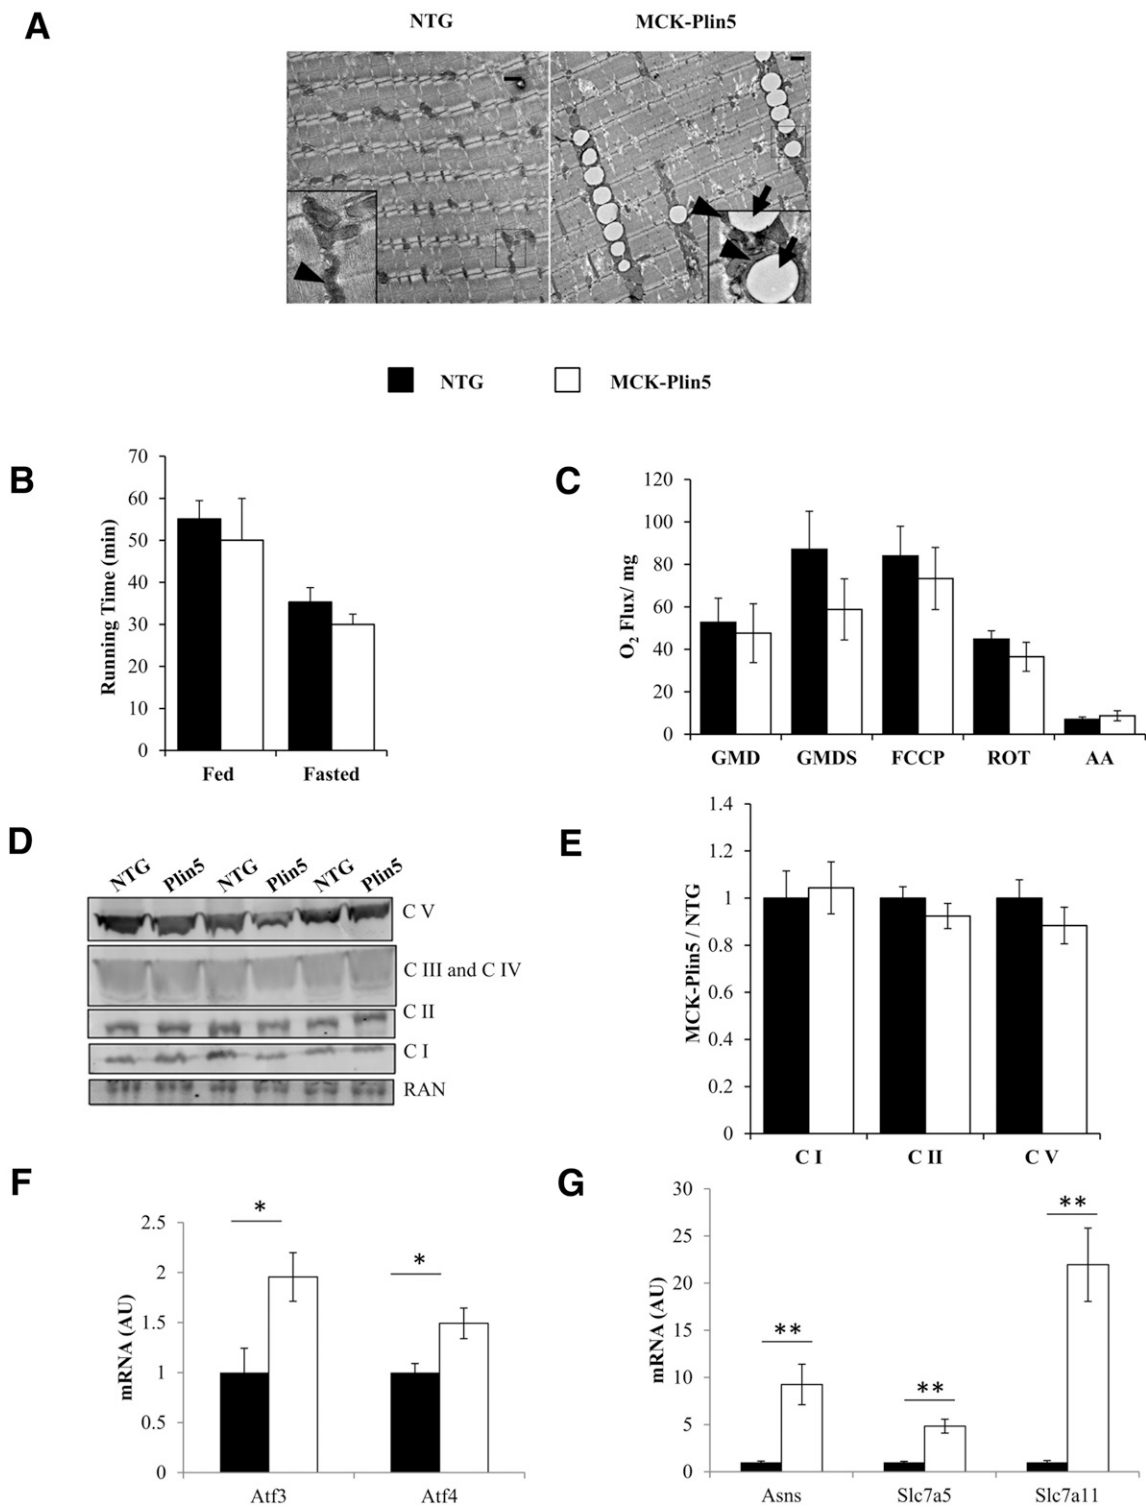 A
NTG MCK-Plin5
NTG MCK-Plin5
B
70
60
50
40
30
20
10
0
Running Time (min)
Fed Fasted
C
120
100
80
60
40
20
0
O₂ Flux/ mg
GMD GMDS FCCP ROT AA
D
NTG Plin5 NTG Plin5 NTG Plin5
C V
C III and C IV
C II
C I
RAN
E
1.4
1.2
1
0.8
0.6
0.4
0.2
0
MCK-Plin5 / NTG
C I C II C V
F
2.5
2
1.5
1
0.5
0
mRNA (AU)
* *
Atf3 Atf4
G
30
25
20
15
10
5
0
mRNA (AU)
** ** **
Asns Slc7a5 Slc7a11